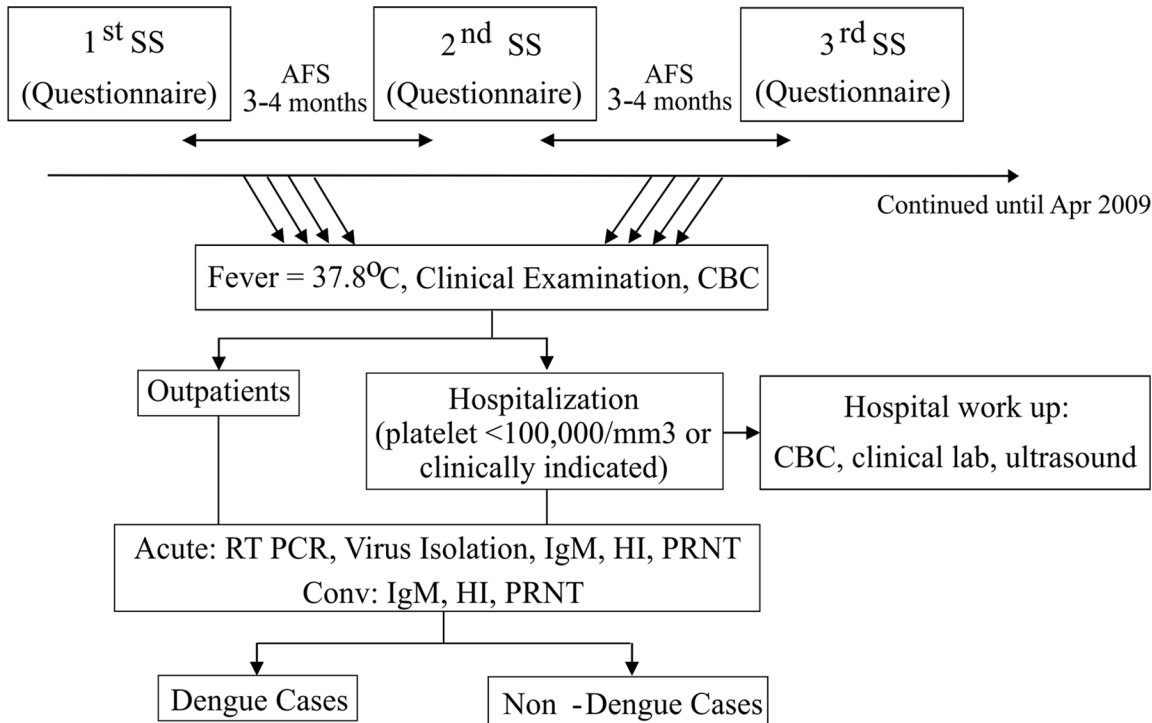 1st SS
(Questionnaire)
AFS
3-4 months
2nd SS
(Questionnaire)
AFS
3-4 months
3rd SS
(Questionnaire)
Continued until Apr 2009
Fever = 37.8°C, Clinical Examination, CBC
Outpatients
Hospitalization
(platelet <100,000/mm3 or
clinically indicated)
Hospital work up:
CBC, clinical lab, ultrasound
Acute: RT PCR, Virus Isolation, IgM, HI, PRNT
Conv: IgM, HI, PRNT
Dengue Cases
Non -Dengue Cases